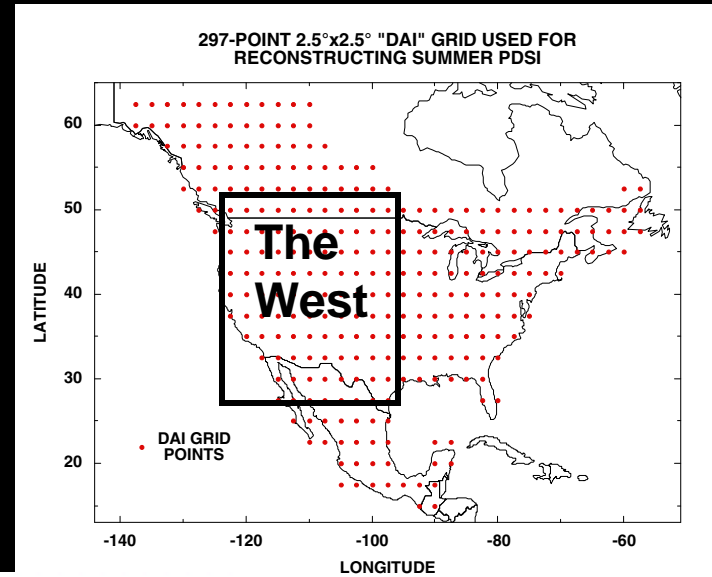 297-POINT 2.5°x2.5° "DAI" GRID USED FOR
RECONSTRUCTING SUMMER PDSI
60
50
40
30
20
LATITUDE
The
West
DAI GRID
POINTS
-140 -120 -100 -80 -60
LONGITUDE